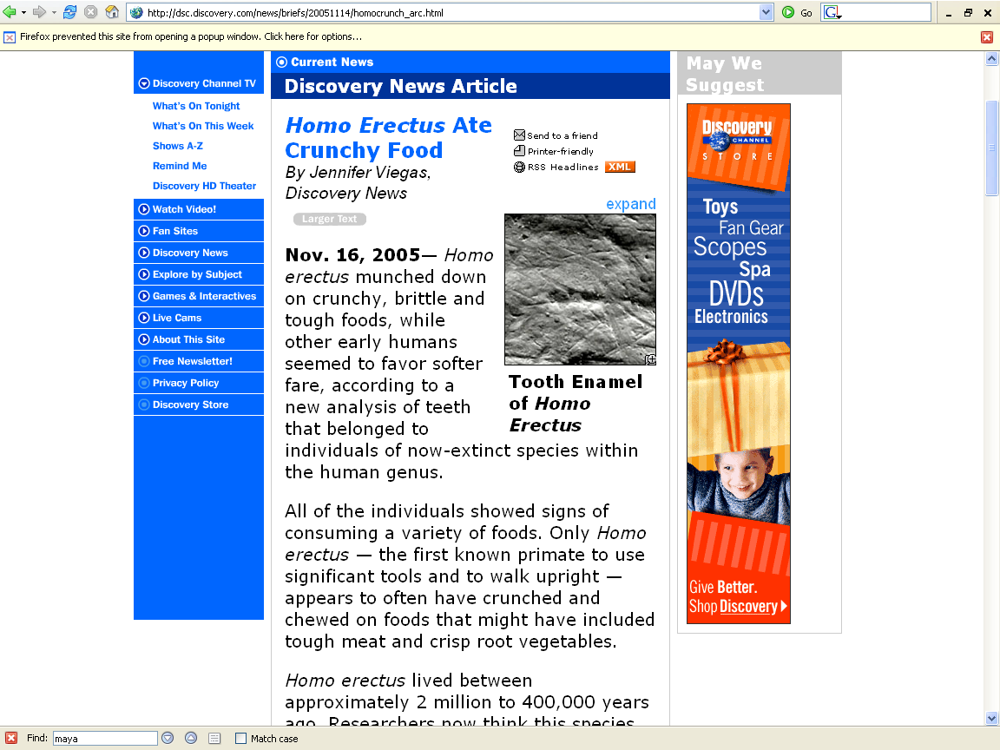 http://dsc.discovery.com/news/briefs/20051114/homocrunch_arc.html
Go
G
Firefox prevented this site from opening a popup window. Click here for options...
Discovery Channel TV
What's On Tonight
What's On This Week
Shows A-Z
Remind Me
Discovery HD Theater
Watch Video!
Fan Sites
Discovery News
Explore by Subject
Games & Interactives
Live Cams
About This Site
Free Newsletter!
Privacy Policy
Discovery Store
Current News
Discovery News Article
Homo Erectus Ate
Crunchy Food
By Jennifer Viegas,
Discovery News
Larger Text
Send to a friend
Printer-friendly
RSS Headlines XML
expand
Tooth Enamel
of Homo
Erectus
Nov. 16, 2005— Homo
erectus munched down
on crunchy, brittle and
tough foods, while
other early humans
seemed to favor softer
fare, according to a
new analysis of teeth
that belonged to
individuals of now-extinct species within
the human genus.
All of the individuals showed signs of
consuming a variety of foods. Only Homo
erectus — the first known primate to use
significant tools and to walk upright —
appears to often have crunched and
chewed on foods that might have included
tough meat and crisp root vegetables.
Homo erectus lived between
approximately 2 million to 400,000 years
ago. Researchers now think this species
May We
Suggest
Discovery
CHANNEL
STORE
Toys
Fan Gear
Scopes
Spa
DVDs
Electronics
Give Better.
Shop Discovery
Find: maya
Match case